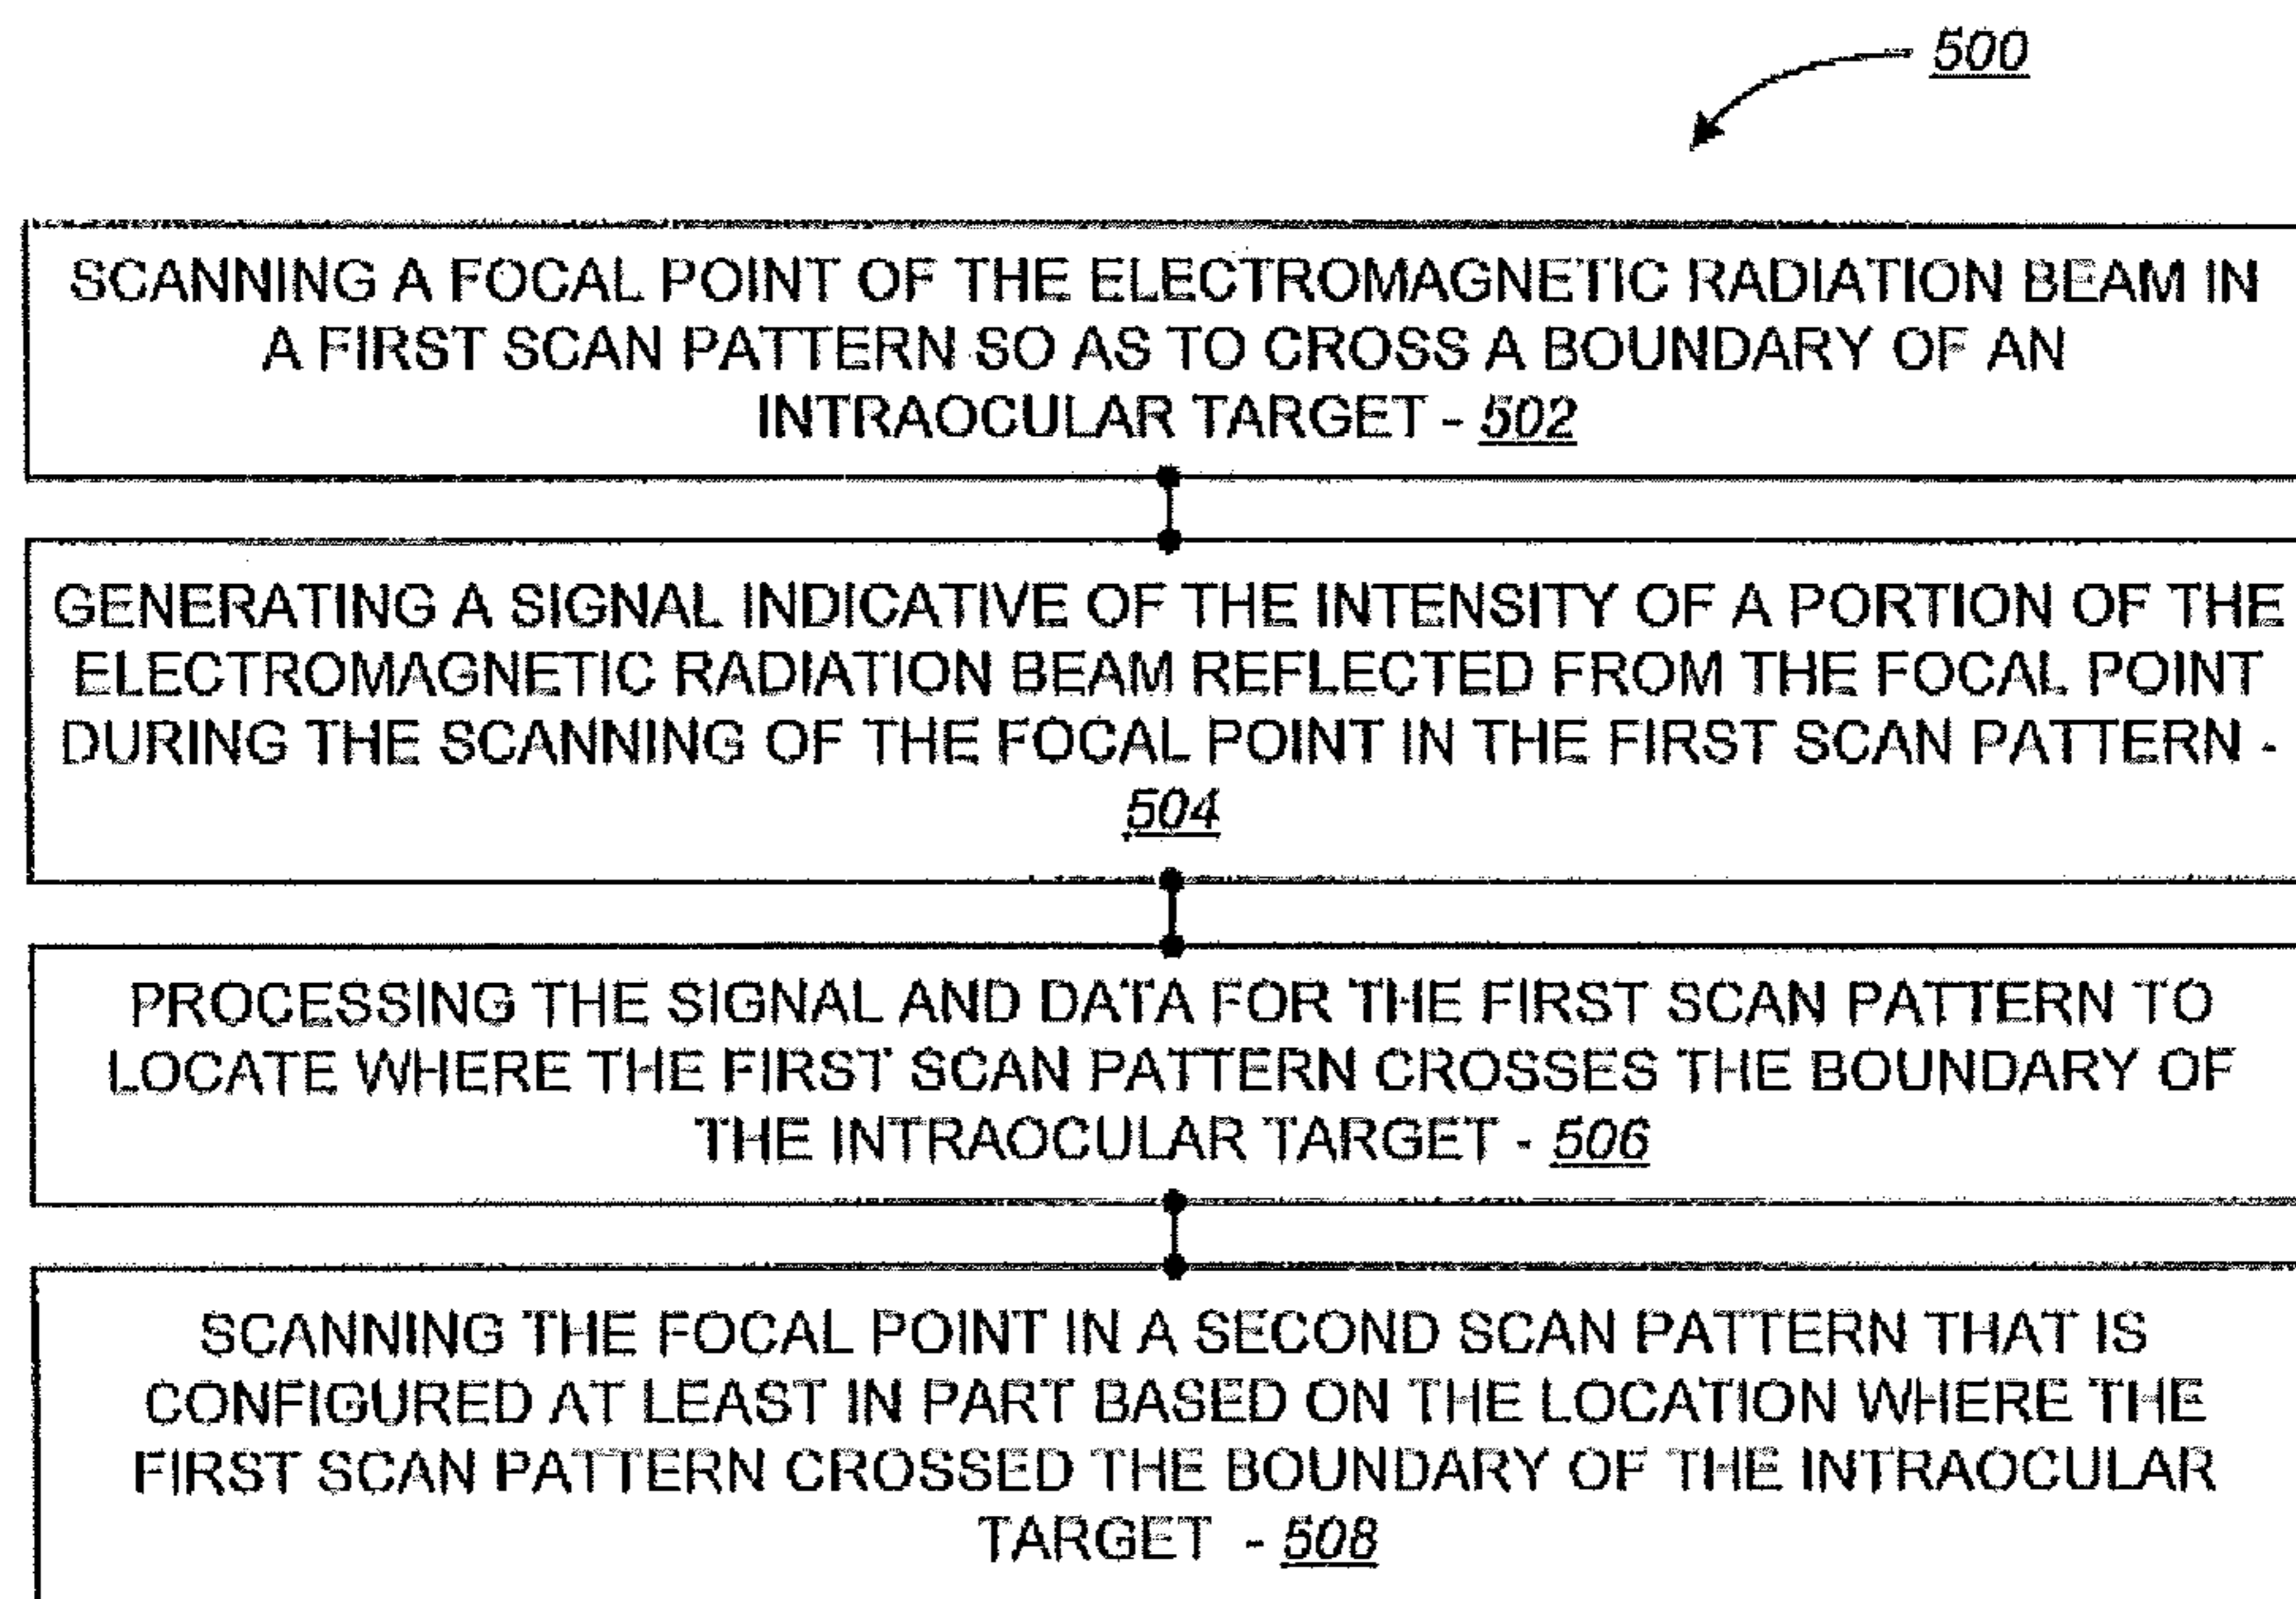 500
SCANNING A FOCAL POINT OF THE ELECTROMAGNETIC RADIATION BEAM IN
A FIRST SCAN PATTERN SO AS TO CROSS A BOUNDARY OF AN
INTRAOCULAR TARGET - 502
GENERATING A SIGNAL INDICATIVE OF THE INTENSITY OF A PORTION OF THE
ELECTROMAGNETIC RADIATION BEAM REFLECTED FROM THE FOCAL POINT
DURING THE SCANNING OF THE FOCAL POINT IN THE FIRST SCAN PATTERN -
504
PROCESSING THE SIGNAL AND DATA FOR THE FIRST SCAN PATTERN TO
LOCATE WHERE THE FIRST SCAN PATTERN CROSSES THE BOUNDARY OF
THE INTRAOCULAR TARGET - 506
SCANNING THE FOCAL POINT IN A SECOND SCAN PATTERN THAT IS
CONFIGURED AT LEAST IN PART BASED ON THE LOCATION WHERE THE
FIRST SCAN PATTERN CROSSED THE BOUNDARY OF THE INTRAOCULAR
TARGET - 508